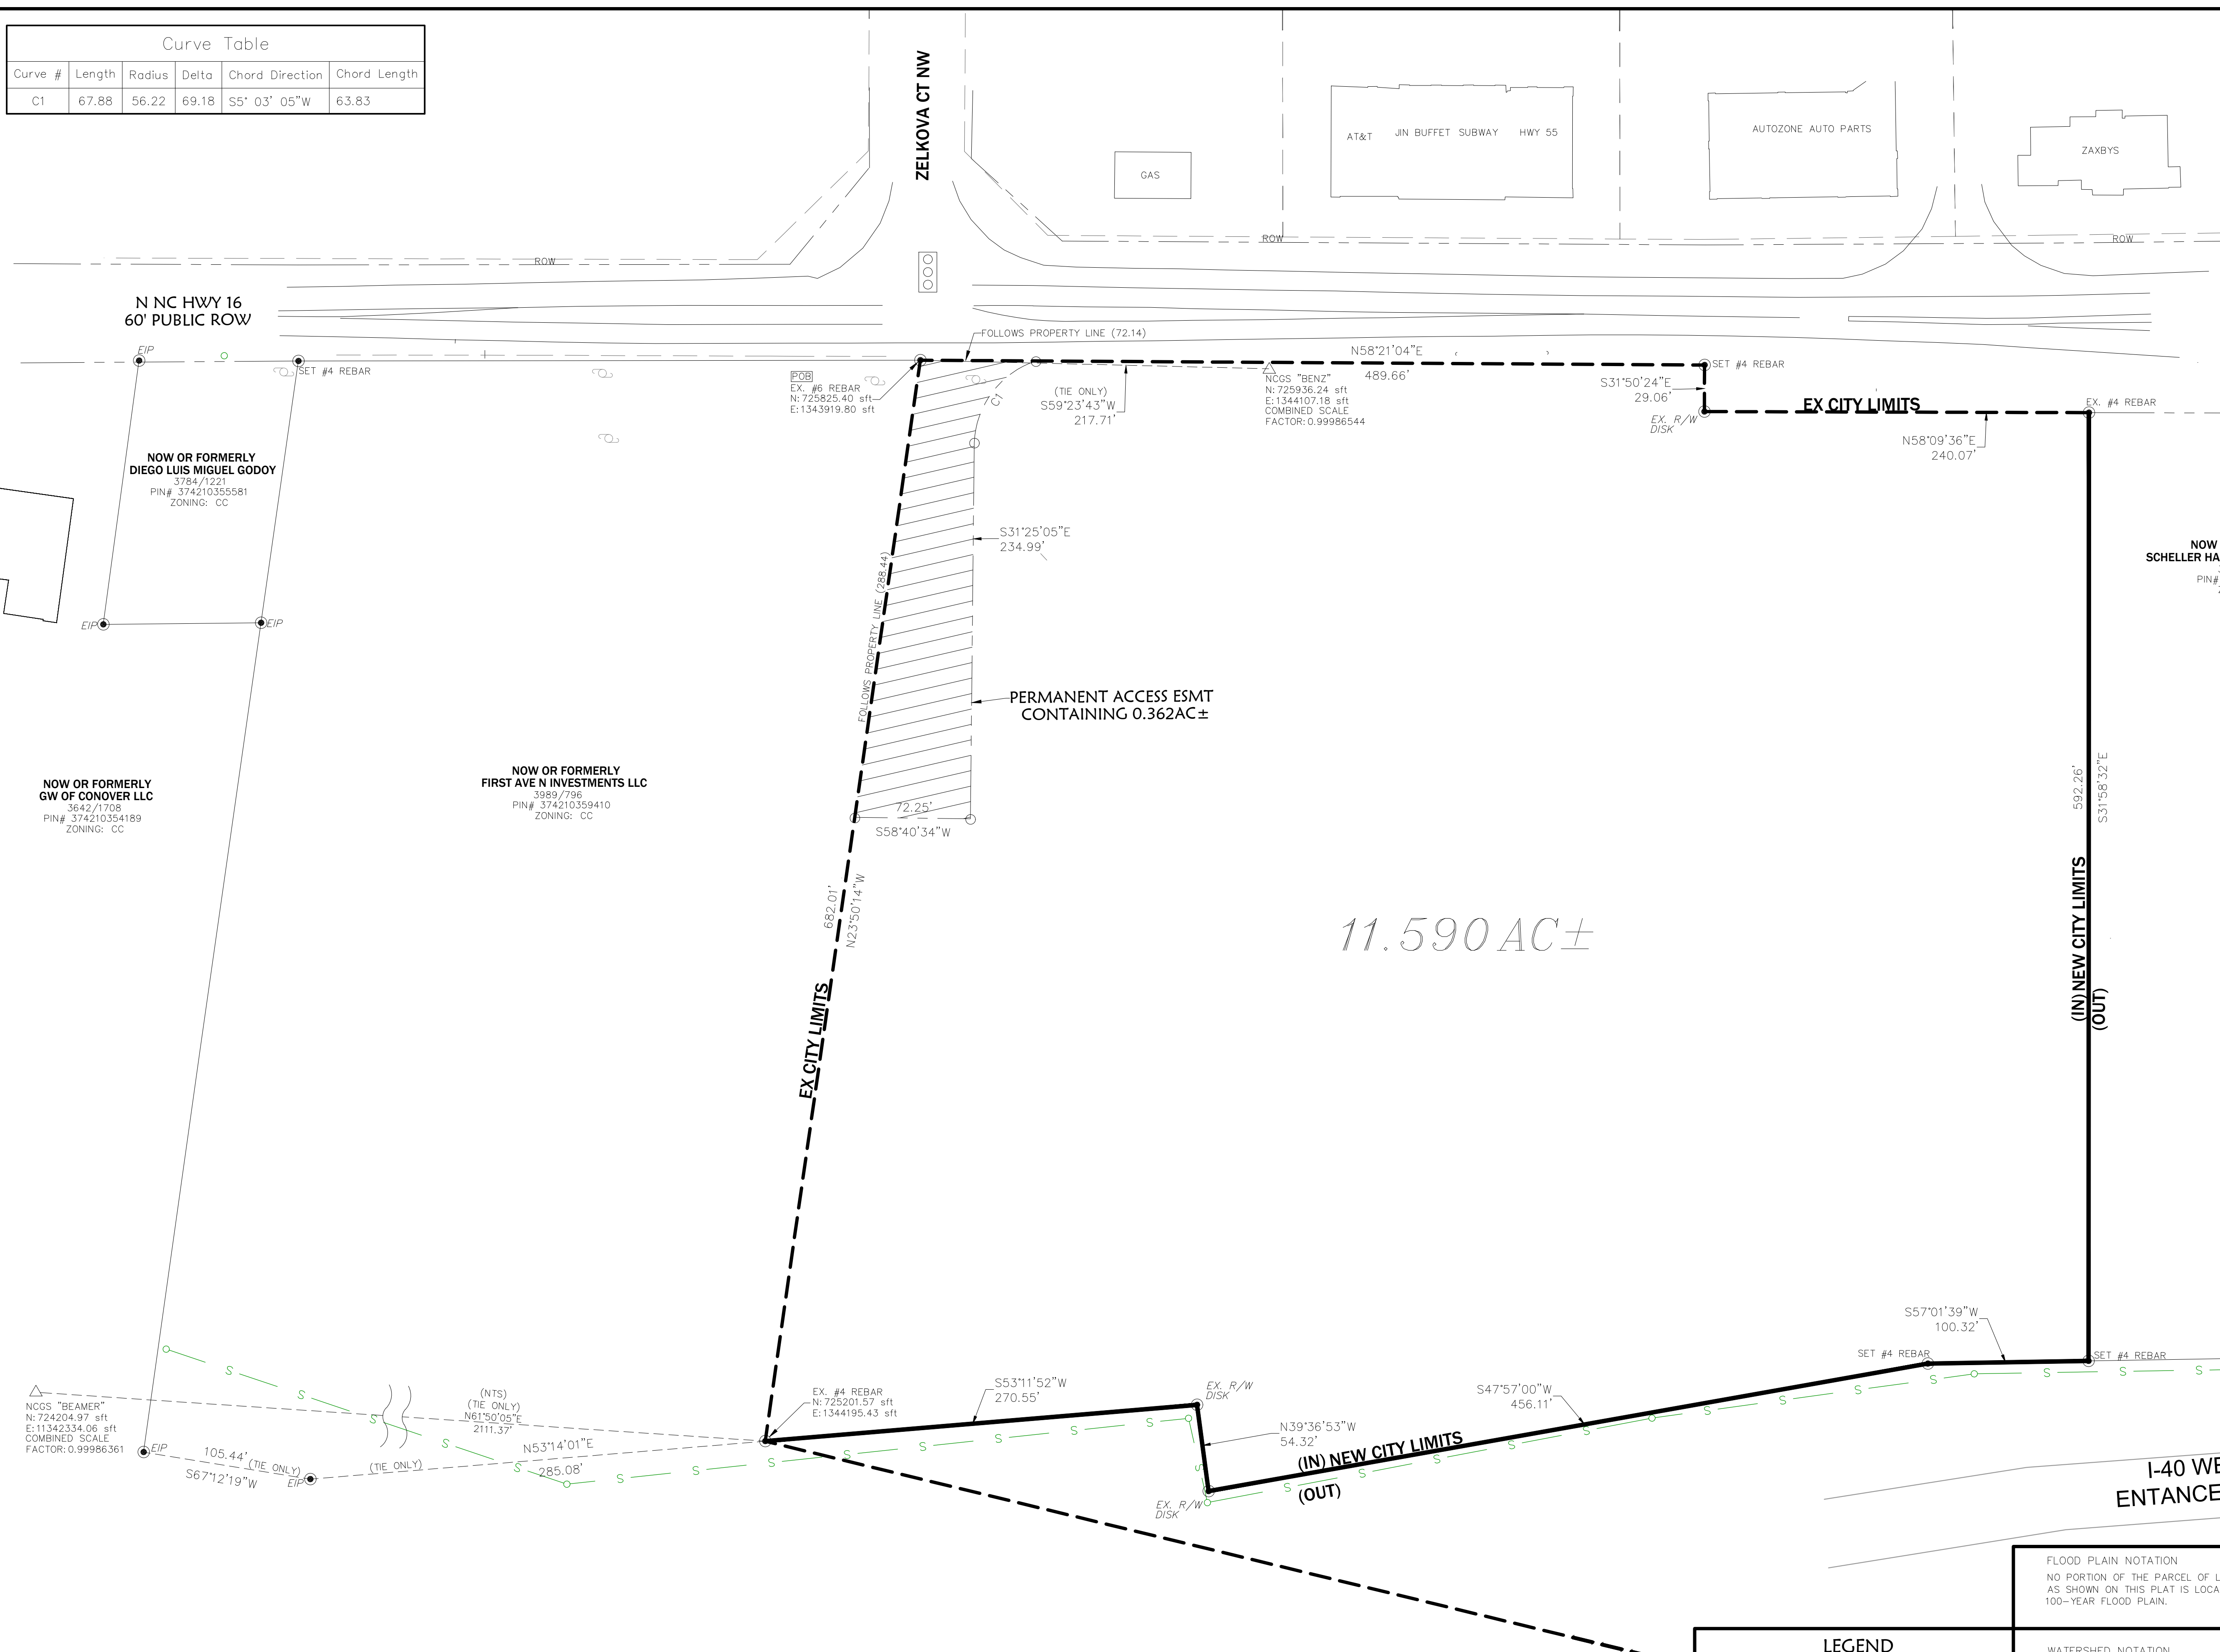 Curve Table
Curve # Length Radius Delta Chord Direction Chord Length
C1 67.88 56.22 69.18 S5° 03' 05"W 63.83
ZELKOVA CT NW
GAS
AT&T JIN BUFFET SUBWAY HWY 55
AUTOZONE AUTO PARTS
ZAXBYS
ROW
ROW
ROW
N NC HWY 16
60' PUBLIC ROW
FOLLOWS PROPERTY LINE (72.14)
EIP
SET #4 REBAR
POB
EX. #6 REBAR
N: 725825.40 sft
E: 1343919.80 sft
C1
(TIE ONLY)
S59°23'43"W
217.71'
NCGS "BENZ"
N: 725936.24 sft
E: 1344107.18 sft
COMBINED SCALE
FACTOR: 0.99986544
N58°21'04"E
489.66'
SET #4 REBAR
S31°50'24"E
29.06'
EX. R/W
DISK
EX CITY LIMITS
EX. #4 REBAR
N58°09'36"E
240.07'
NOW OR FORMERLY
DIEGO LUIS MIGUEL GODOY
3784/1221
PIN# 374210355581
ZONING: CC
S31°25'05"E
234.99'
NOW
SCHELLER HA
PIN#
EIP
EIP
FOLLOWS PROPERTY LINE (288.44)
PERMANENT ACCESS ESMT
CONTAINING 0.362AC±
NOW OR FORMERLY
GW OF CONOVER LLC
3642/1708
PIN# 374210354189
ZONING: CC
NOW OR FORMERLY
FIRST AVE N INVESTMENTS LLC
3989/796
PIN# 374210359410
ZONING: CC
72.25'
S58°40'34"W
592.26'
S31°58'32"E
682.01'
N23°50'14"W
11.590 AC±
(IN) NEW CITY LIMITS
(OUT)
EX CITY LIMITS
S57°01'39"W
100.32'
SET #4 REBAR
SET #4 REBAR
S S S S S
NCGS "BEAMER"
N: 724204.97 sft
E: 11342334.06 sft
COMBINED SCALE
FACTOR: 0.99986361
(NTS)
(TIE ONLY)
N61°50'05"E
2111.37'
EX. #4 REBAR
N: 725201.57 sft
E: 1344195.43 sft
S53°11'52"W
270.55'
EX. R/W
DISK
S47°57'00"W
456.11'
N39°36'53"W
54.32'
EIP
105.44' (TIE ONLY)
S67°12'19"W
EIP
(TIE ONLY)
N53°14'01"E
285.08'
S S S S S S S S
(IN) NEW CITY LIMITS
(OUT)
EX. R/W
DISK
I-40 WE
ENTANCE
FLOOD PLAIN NOTATION
NO PORTION OF THE PARCEL OF L
AS SHOWN ON THIS PLAT IS LOCA
100-YEAR FLOOD PLAIN.
LEGEND
WATERSHED NOTATION